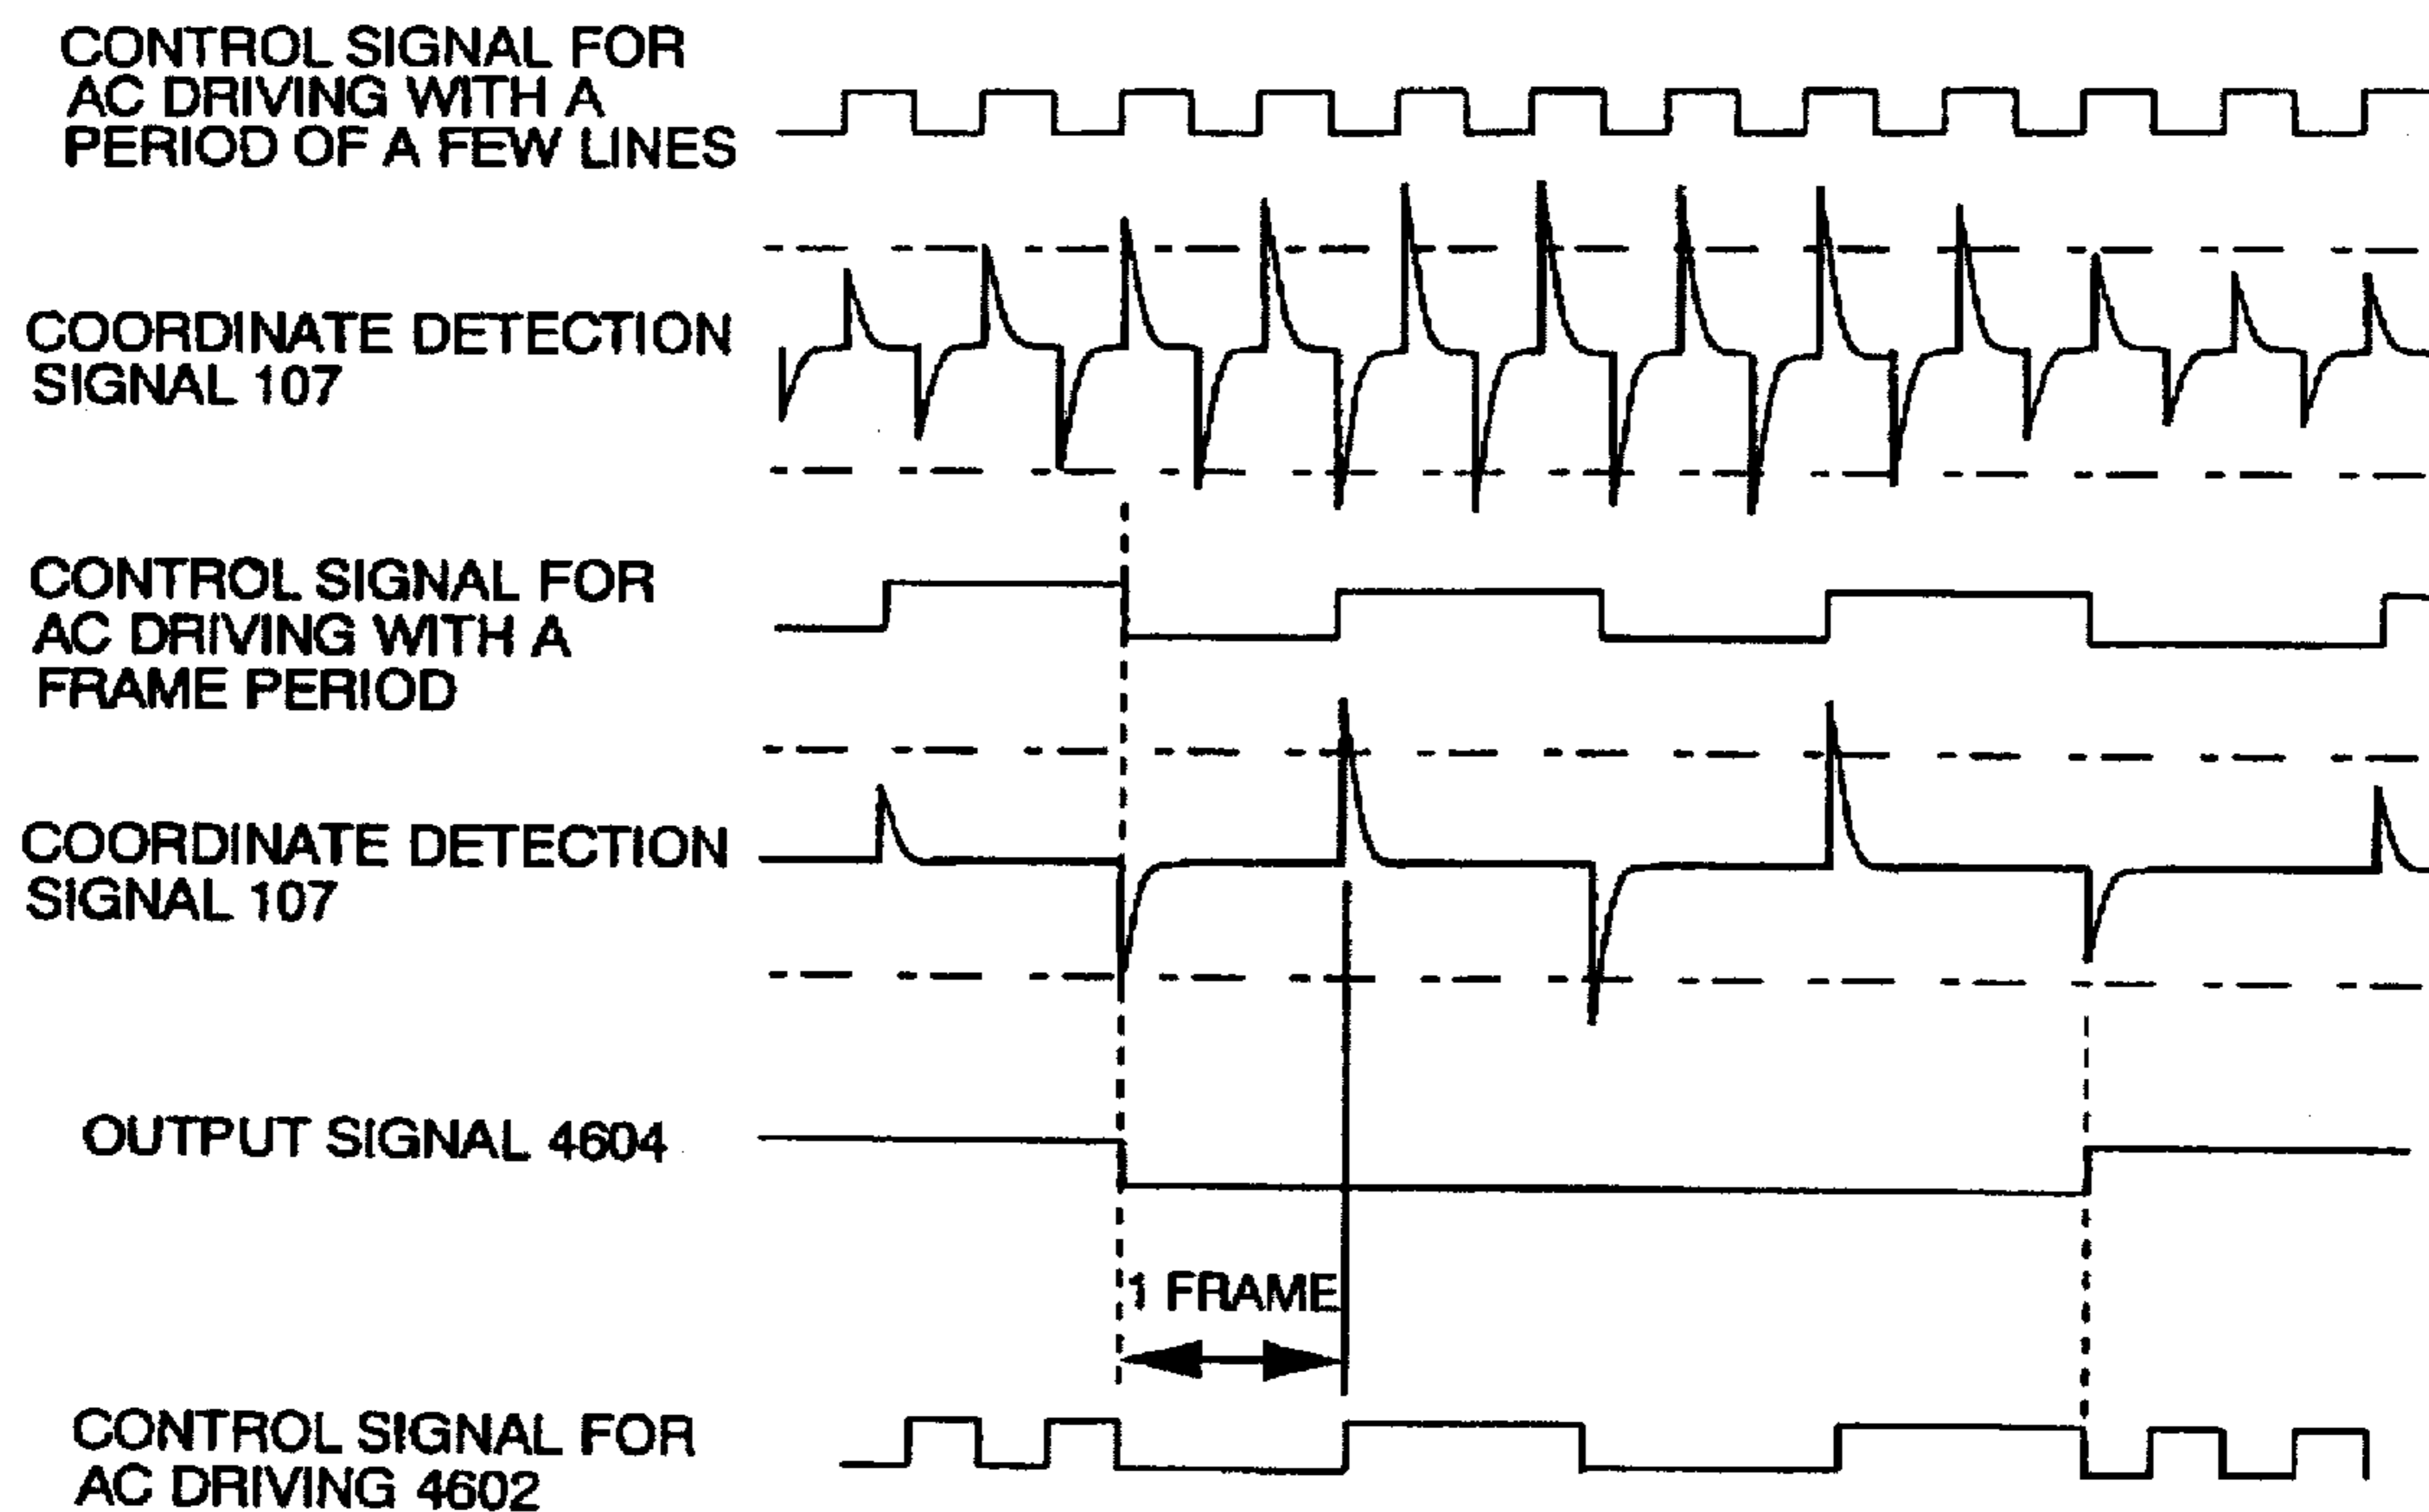 CONTROL SIGNAL FOR
AC DRIVING WITH A
PERIOD OF A FEW LINES
COORDINATE DETECTION
SIGNAL 107
CONTROL SIGNAL FOR
AC DRIVING WITH A
FRAME PERIOD
COORDINATE DETECTION
SIGNAL 107
OUTPUT SIGNAL 4604
1 FRAME
CONTROL SIGNAL FOR
AC DRIVING 4602